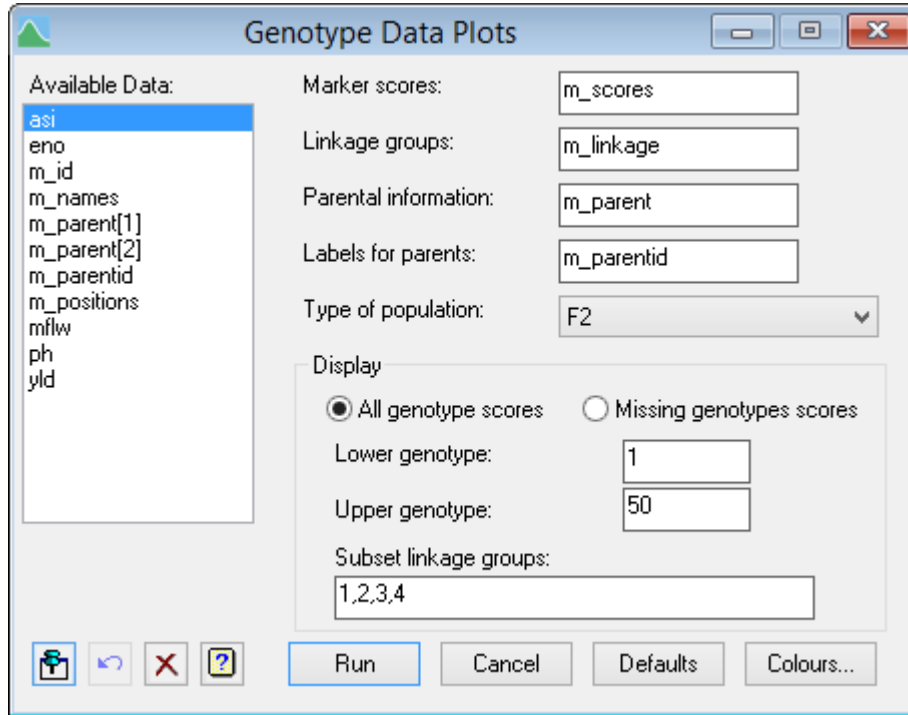 Genotype Data Plots
Available Data:
asi
eno
m_id
m_names
m_parent[1]
m_parent[2]
m_parentid
m_positions
mflw
ph
yld
Marker scores:
m_scores
Linkage groups:
m_linkage
Parental information:
m_parent
Labels for parents:
m_parentid
Type of population:
F2
Display
All genotype scores
Missing genotypes scores
Lower genotype:
1
Upper genotype:
50
Subset linkage groups:
1,2,3,4
?
Run
Cancel
Defaults
Colours...